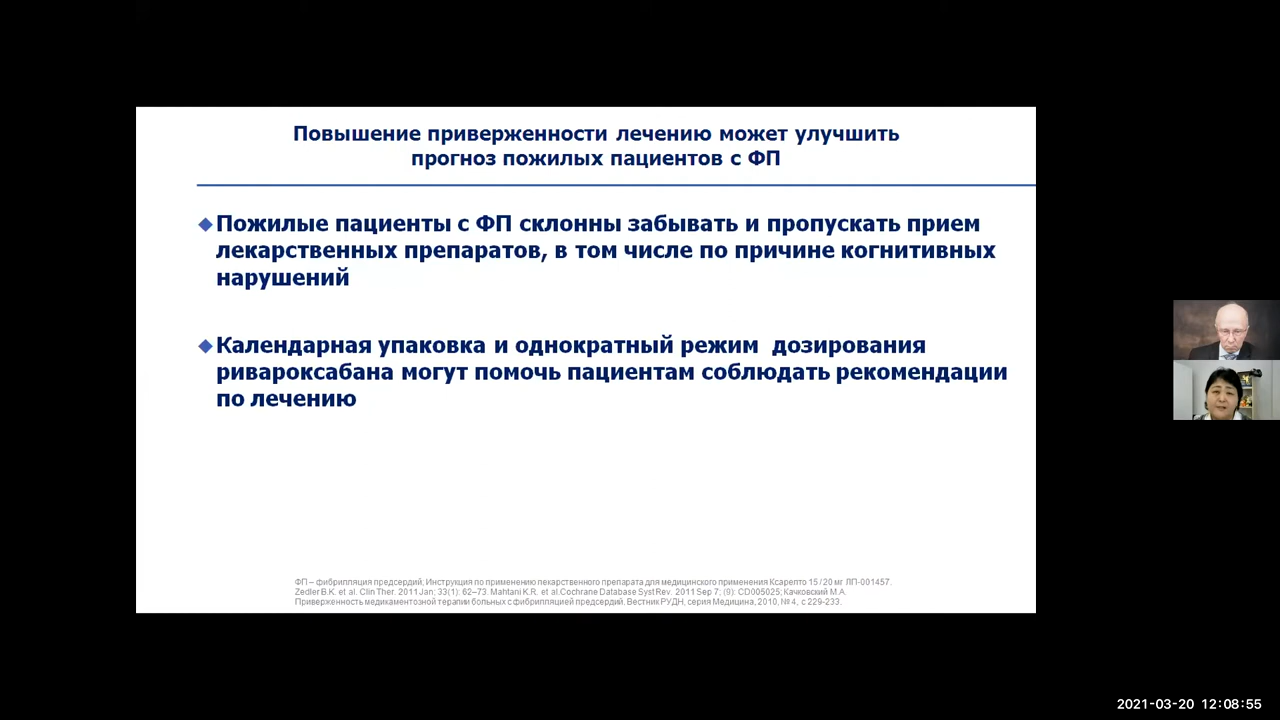 Повышение приверженности лечению может улучшить
прогноз пожилых пациентов с ФП
Пожилые пациенты с ФП склонны забывать и пропускать прием
лекарственных препаратов, в том числе по причине когнитивных
нарушений
Календарная упаковка и однократный режим дозирования
ривароксабана могут помочь пациентам соблюдать рекомендации
по лечению
ФП – фибрилляция предсердий; Инструкция по применению лекарственного препарата для медицинского применения Ксарелто 15 / 20 мг ЛП-001457.
Zedler B.K. et al. Clin Ther. 2011 Jan; 33(1): 62–73. Mahtani K.R. et al.Cochrane Database Syst Rev. 2011 Sep 7; (9): CD005025; Качковский М.А.
Приверженность медикаментозной терапии больных с фибрилляцией предсердий. Вестник РУДН, серия Медицина, 2010, № 4, с 229-233.
2021-03-20 12:08:55